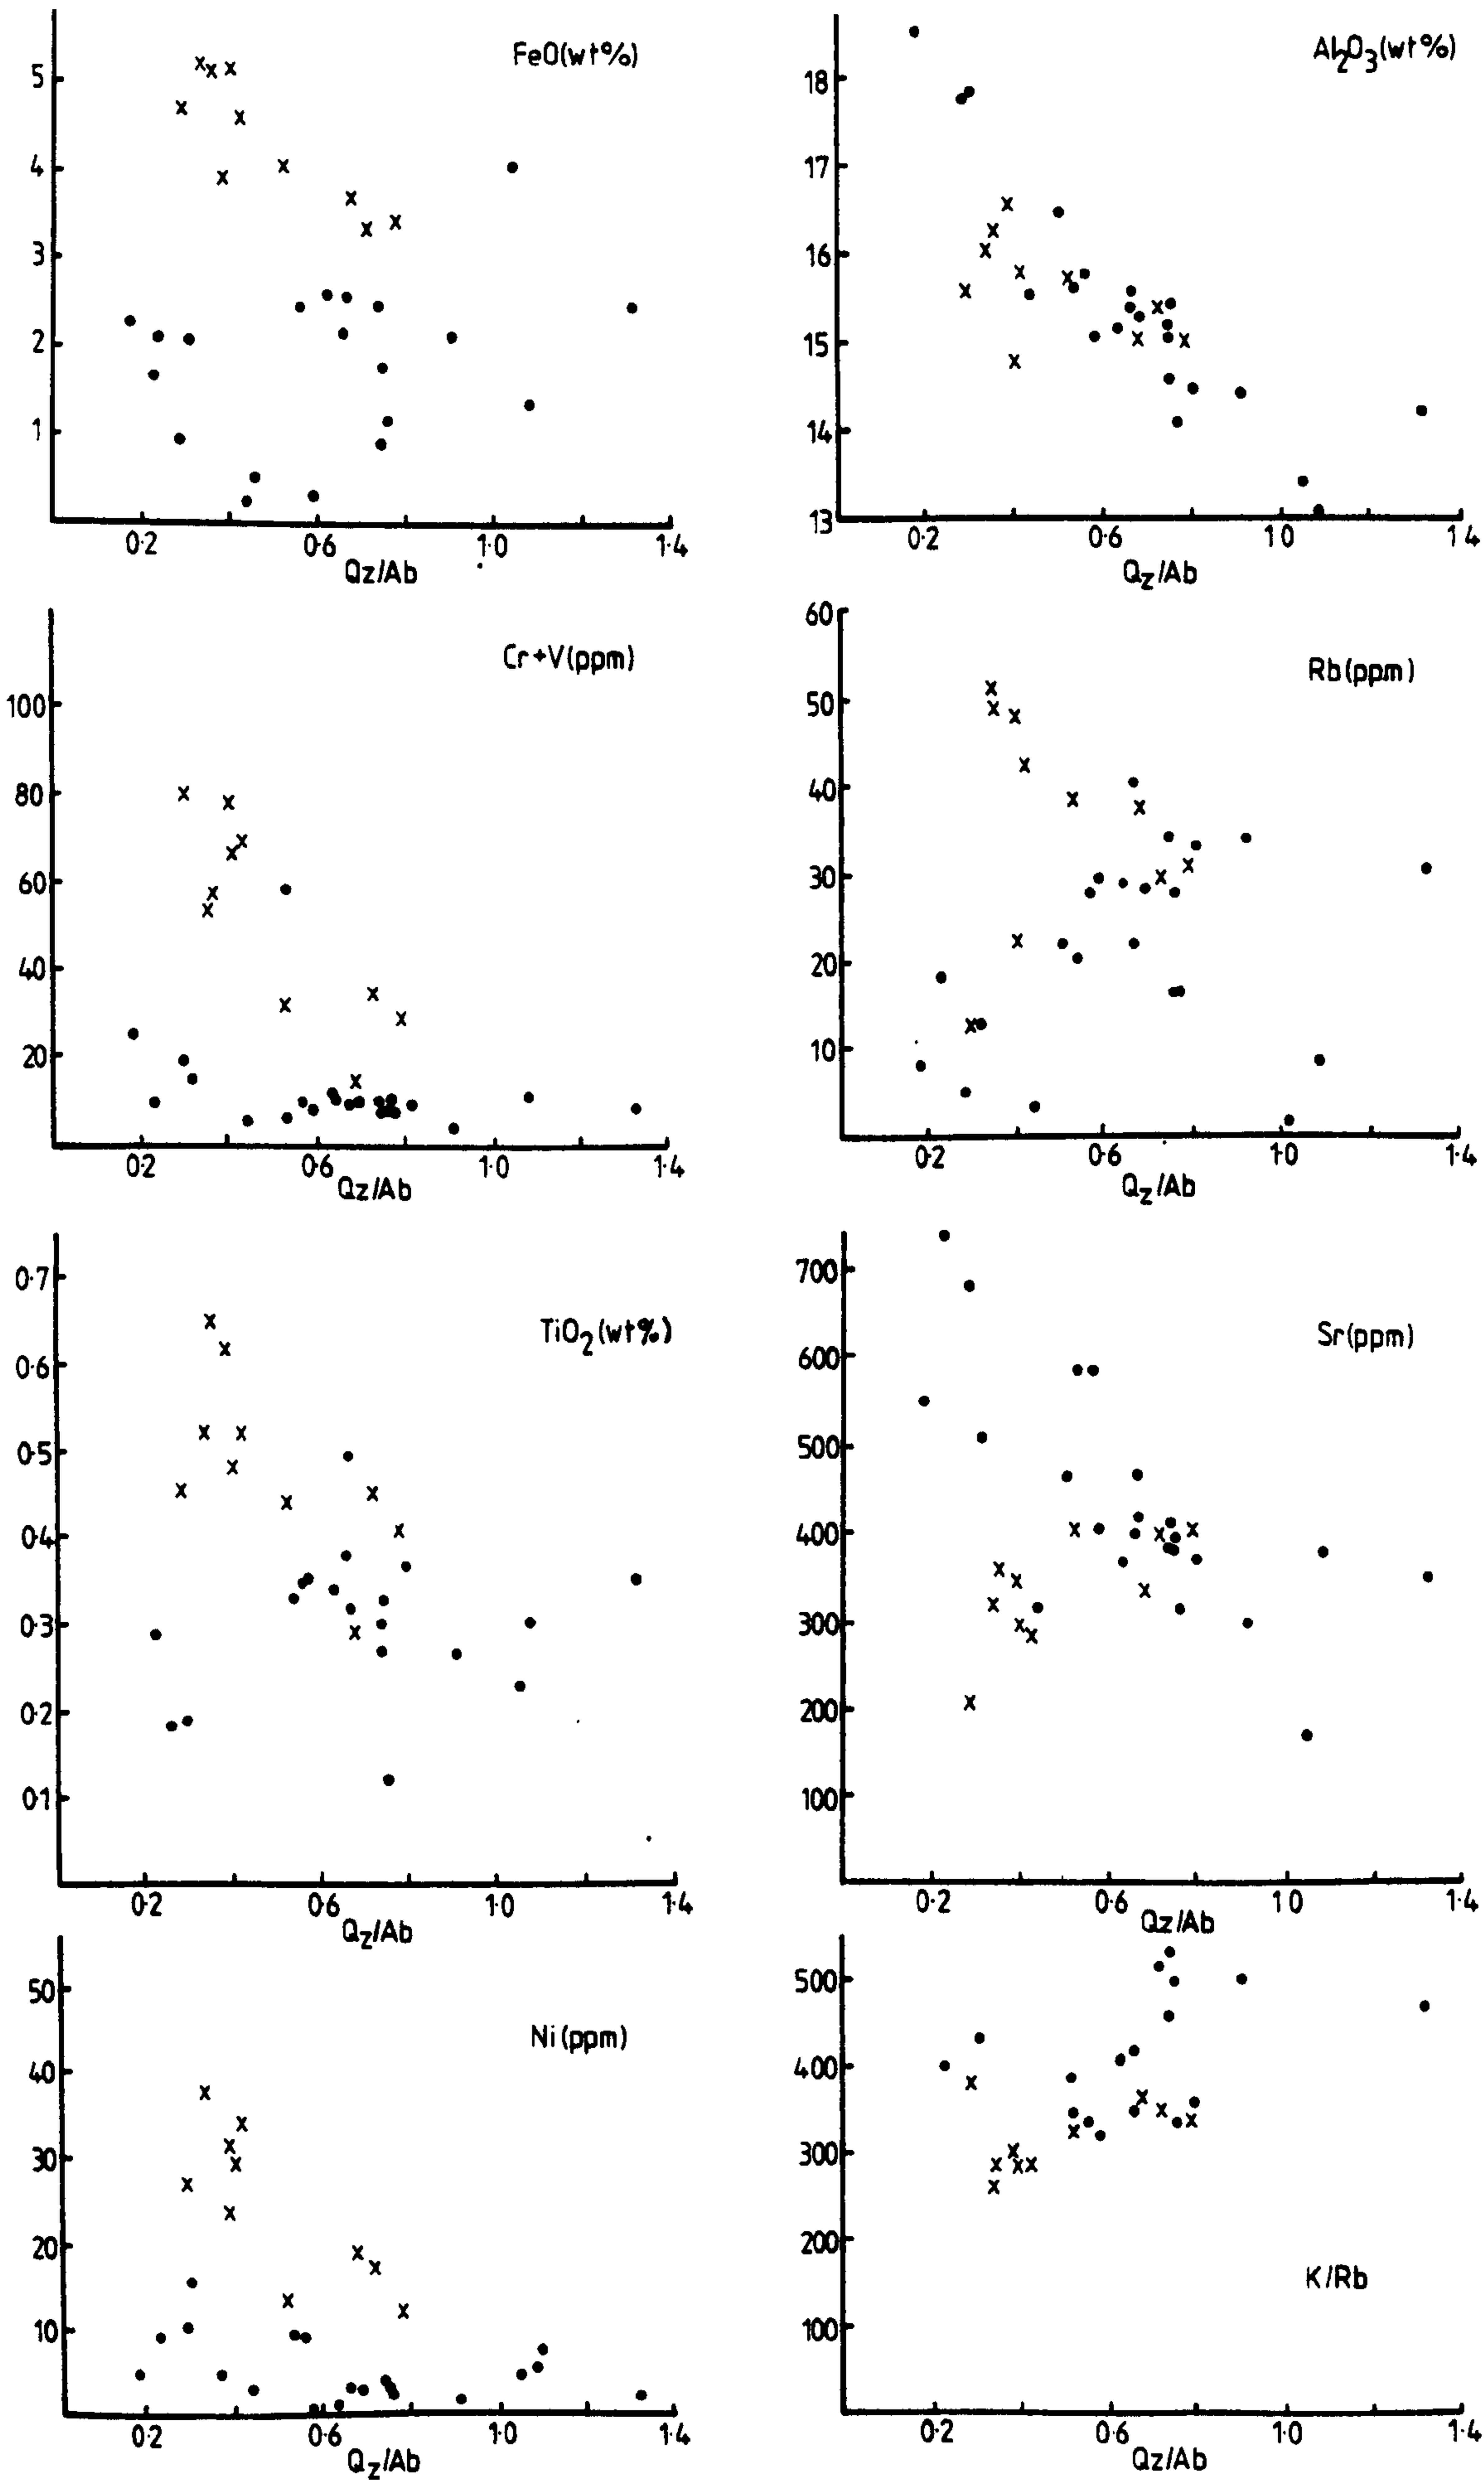 FeO(wt%)
5
4
3
2
1
0·2 0·6 1·0 1·4
Qz/Ab
Al₂O₃(wt%)
18
17
16
15
14
13
0·2 0·6 1 0 1 4
Qz/Ab
Cr+V(ppm)
100
80
60
40
20
0·2 0·6 1·0 1·4
Qz/Ab
Rb(ppm)
60
50
40
30
20
10
0·2 0·6 1·0 1·4
Qz/Ab
TiO₂(wt%)
0·7
0·6
0·5
0·4
0·3
0·2
0·1
0·2 0·6 1·0 1·4
Qz/Ab
Sr(ppm)
700
600
500
400
300
200
100
0·2 0·6 1·0 1·4
Qz/Ab
Ni(ppm)
50
40
30
20
10
0·2 0·6 1·0 1·4
Qz/Ab
500
400
300
200
100
K/Rb
0·2 0·6 1·0 1·4
Qz/Ab